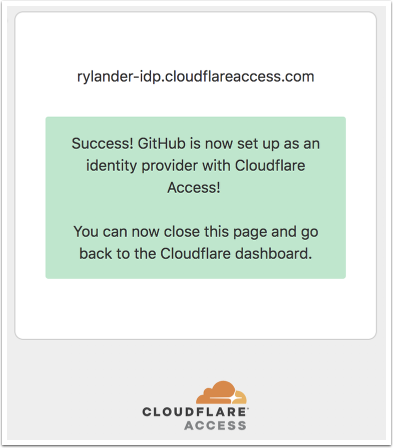 rylander-idp.cloudflareaccess.com
Success! GitHub is now set up as an
identity provider with Cloudflare
Access!
You can now close this page and go
back to the Cloudflare dashboard.
CLOUDFLARE
ACCESS